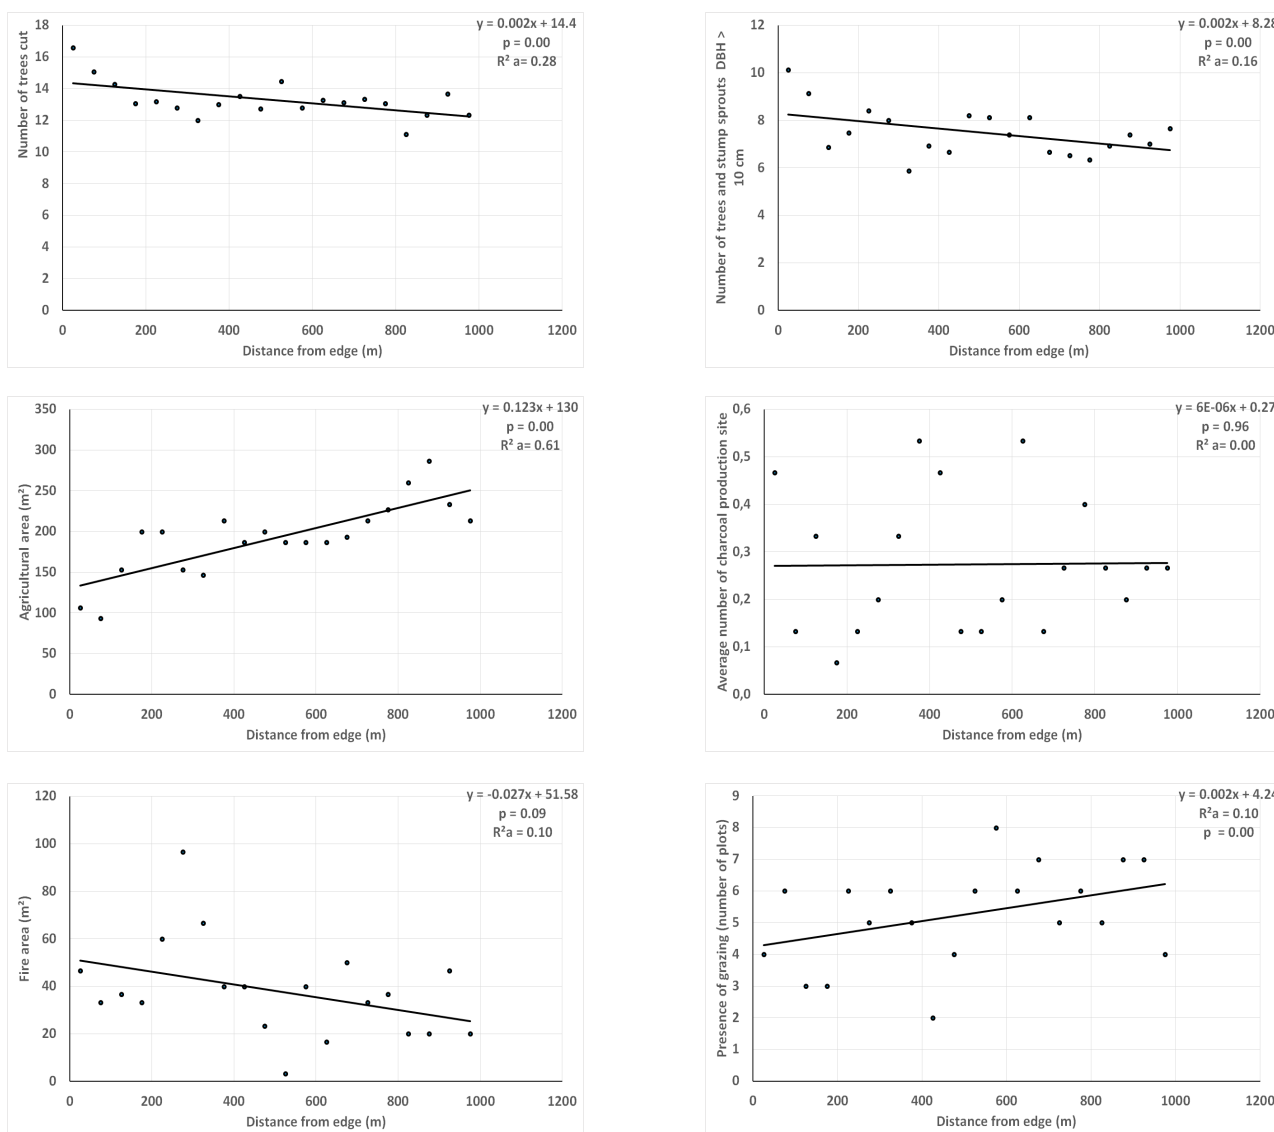 y = 0.002x + 14.4
p = 0.00
R² a= 0.28
Number of trees cut
18
16
14
12
10
8
6
4
2
0
0 200 400 600 800 1000 1200
Distance from edge (m)
y = 0.002x + 8.28
p = 0.00
R² a= 0.16
Number of trees and stump sprouts DBH >
10 cm
12
10
8
6
4
2
0
0 200 400 600 800 1000 1200
Distance from edge (m)
y = 0.123x + 130
p = 0.00
R² a= 0.61
Agricultural area (m²)
350
300
250
200
150
100
50
0
0 200 400 600 800 1000 1200
Distance from edge (m)
y = 6E-06x + 0.27
p = 0.96
R² a= 0.00
Average number of charcoal production site
0,6
0,5
0,4
0,3
0,2
0,1
0,0
0 200 400 600 800 1000 1200
Distance from edge (m)
y = -0.027x + 51.58
p = 0.09
R²a = 0.10
Fire area (m²)
120
100
80
60
40
20
0
0 200 400 600 800 1000 1200
Distance from edge (m)
y = 0.002x + 4.24
R²a = 0.10
p = 0.00
Presence of grazing (number of plots)
9
8
7
6
5
4
3
2
1
0
0 200 400 600 800 1000 1200
Distance from edge (m)